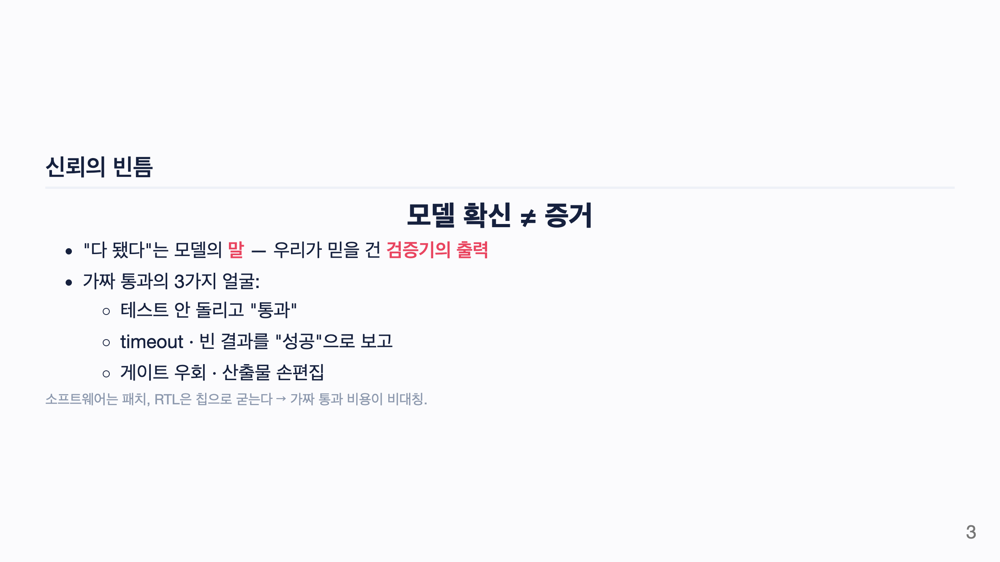 신뢰의 빈틈
모델 확신 ≠ 증거
• "다 됐다"는 모델의 말 — 우리가 믿을 건 검증기의 출력
• 가짜 통과의 3가지 얼굴:
○ 테스트 안 돌리고 "통과"
○ timeout · 빈 결과를 "성공"으로 보고
○ 게이트 우회 · 산출물 손편집
소프트웨어는 패치, RTL은 칩으로 굳는다 → 가짜 통과 비용이 비대칭.
3